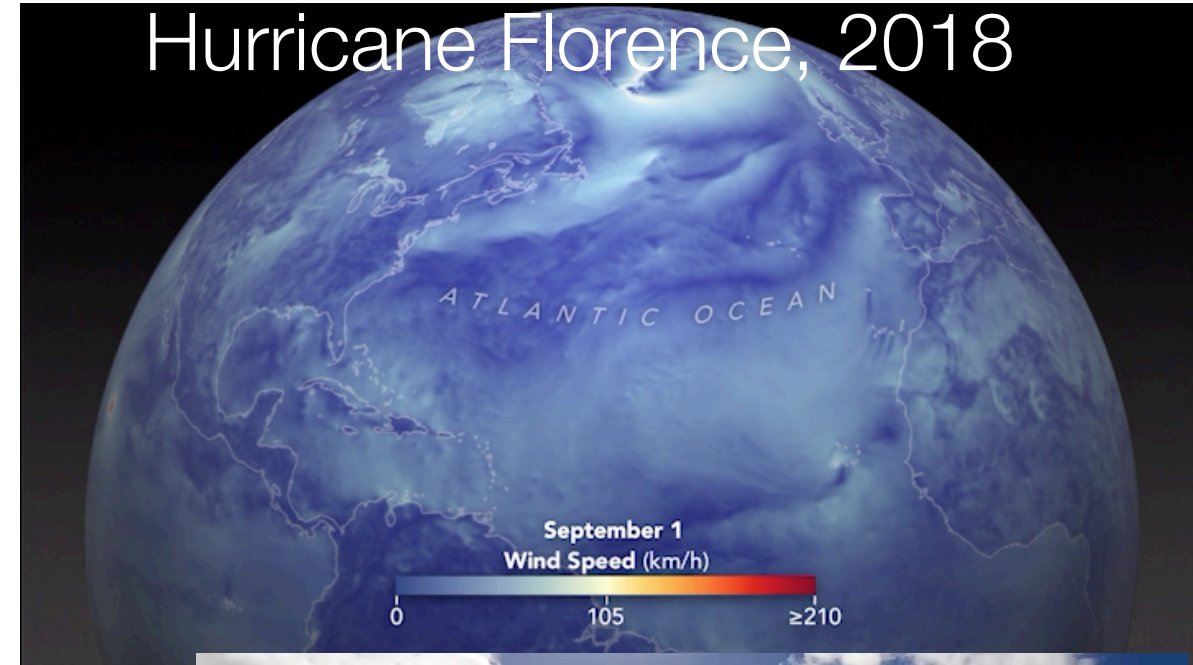 Hurricane Florence, 2018
ATLANTIC OCEAN
September 1
Wind Speed (km/h)
0 105 ≥210